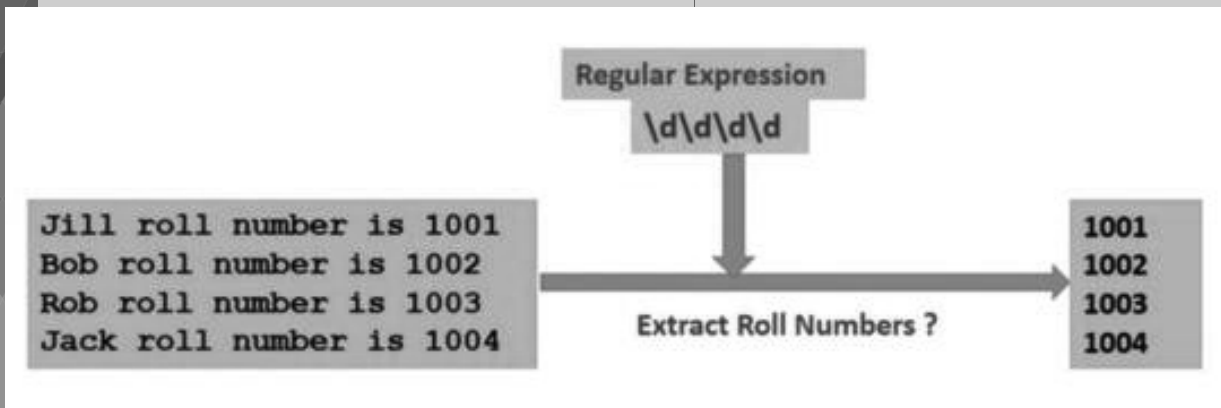 Regular Expression
\d\d\d\d
Jill roll number is 1001
Bob roll number is 1002
Rob roll number is 1003
Jack roll number is 1004
Extract Roll Numbers ?
1001
1002
1003
1004